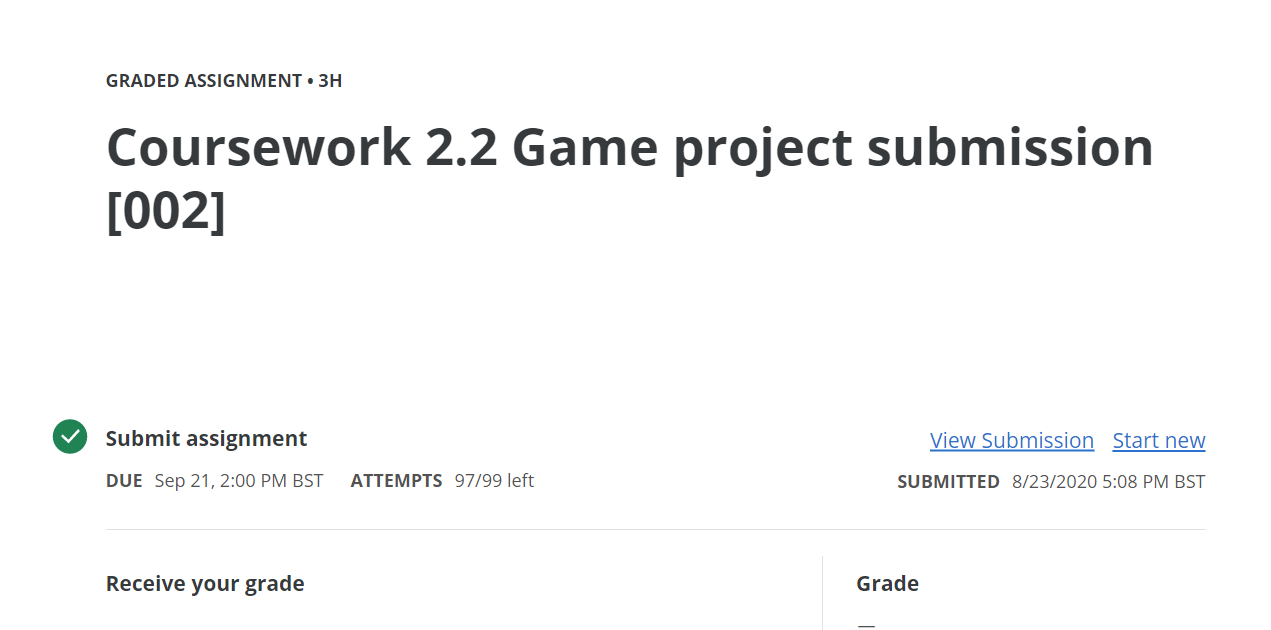 GRADED ASSIGNMENT • 3H
Coursework 2.2 Game project submission
[002]
Submit assignment
View Submission Start new
DUE Sep 21, 2:00 PM BST ATTEMPTS 97/99 left
SUBMITTED 8/23/2020 5:08 PM BST
Receive your grade
Grade
—